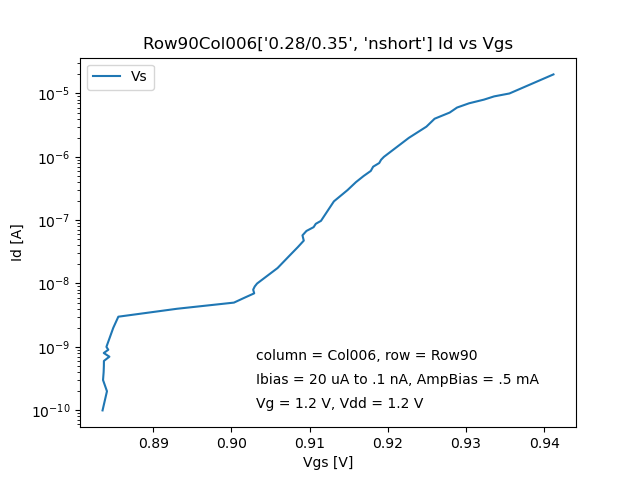 Row90Col006['0.28/0.35', 'nshort'] Id vs Vgs
Vs
10⁻⁵
10⁻⁶
10⁻⁷
10⁻⁸
10⁻⁹
10⁻¹⁰
Id [A]
column = Col006, row = Row90
Ibias = 20 uA to .1 nA, AmpBias = .5 mA
Vg = 1.2 V, Vdd = 1.2 V
0.89 0.90 0.91 0.92 0.93 0.94
Vgs [V]